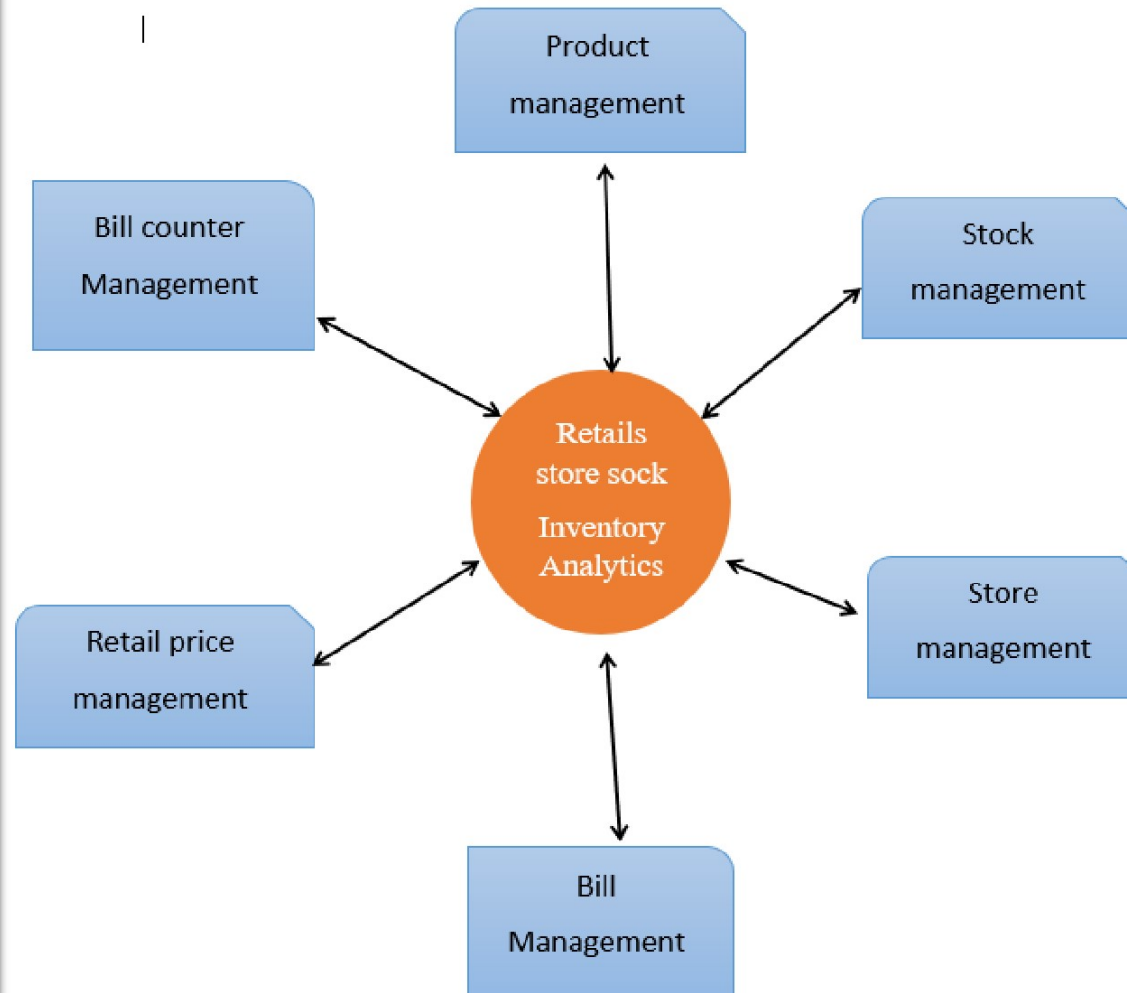 Product
management
Bill counter
Management
Stock
management
Retails
store sock
Inventory
Analytics
Store
management
Retail price
management
Bill
Management